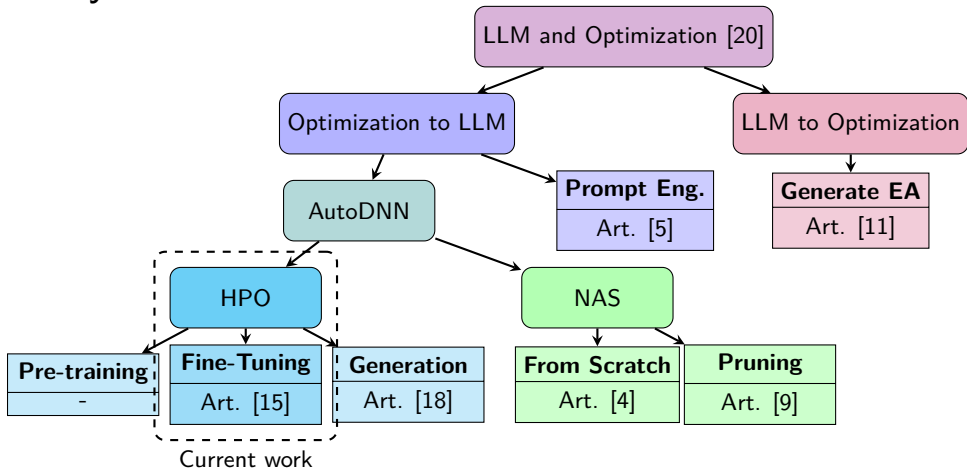 LLM and Optimization [20]
Optimization to LLM
LLM to Optimization
AutoDNN
Prompt Eng.
Art. [5]
Generate EA
Art. [11]
HPO
NAS
Pre-training
-
Fine-Tuning
Art. [15]
Generation
Art. [18]
From Scratch
Art. [4]
Pruning
Art. [9]
Current work